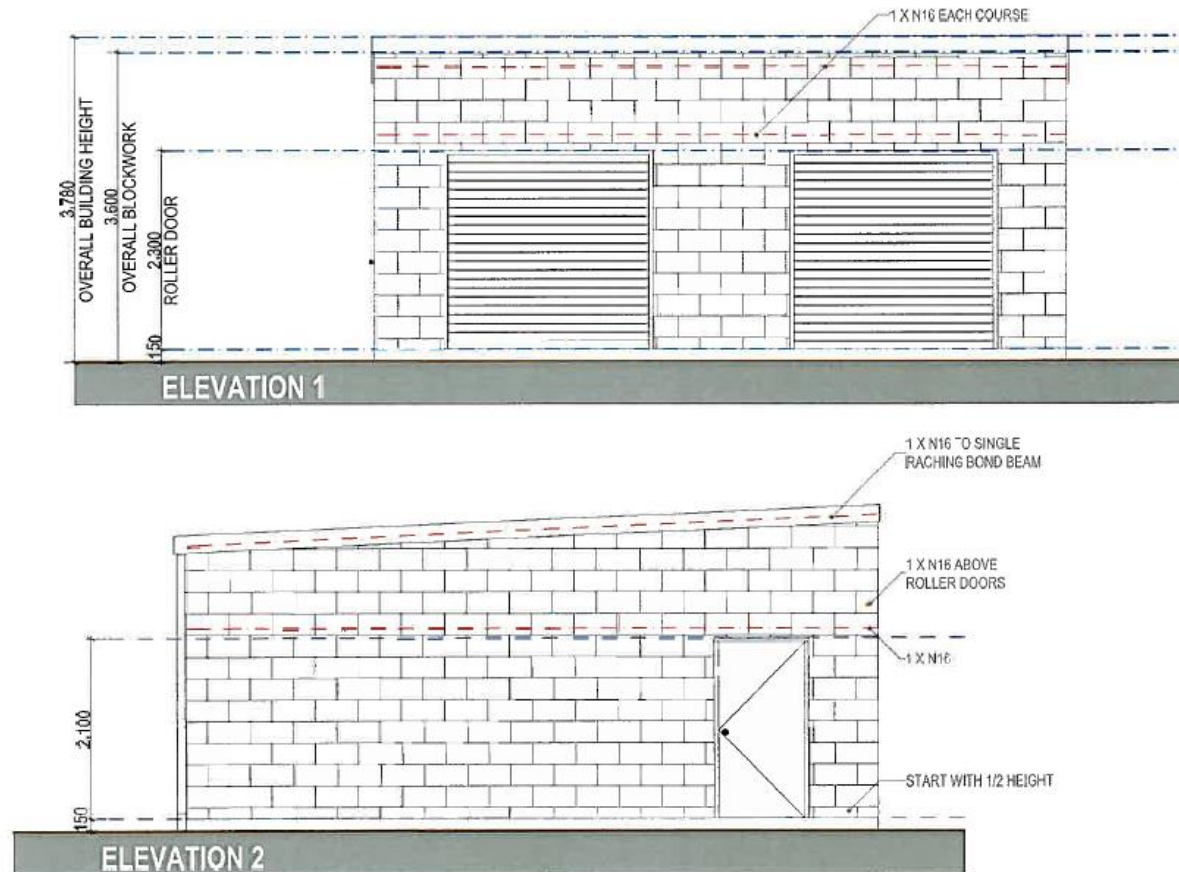 1 X N16 EACH COURSE
3,780
OVERALL BUILDING HEIGHT
3,600
OVERALL BLOCKWORK
2,300
ROLLER DOOR
150
ELEVATION 1
1 X N16 TO SINGLE
RACHING BOND BEAM
1 X N16 ABOVE
ROLLER DOORS
1 X N16
2,100
START WITH 1/2 HEIGHT
150
ELEVATION 2